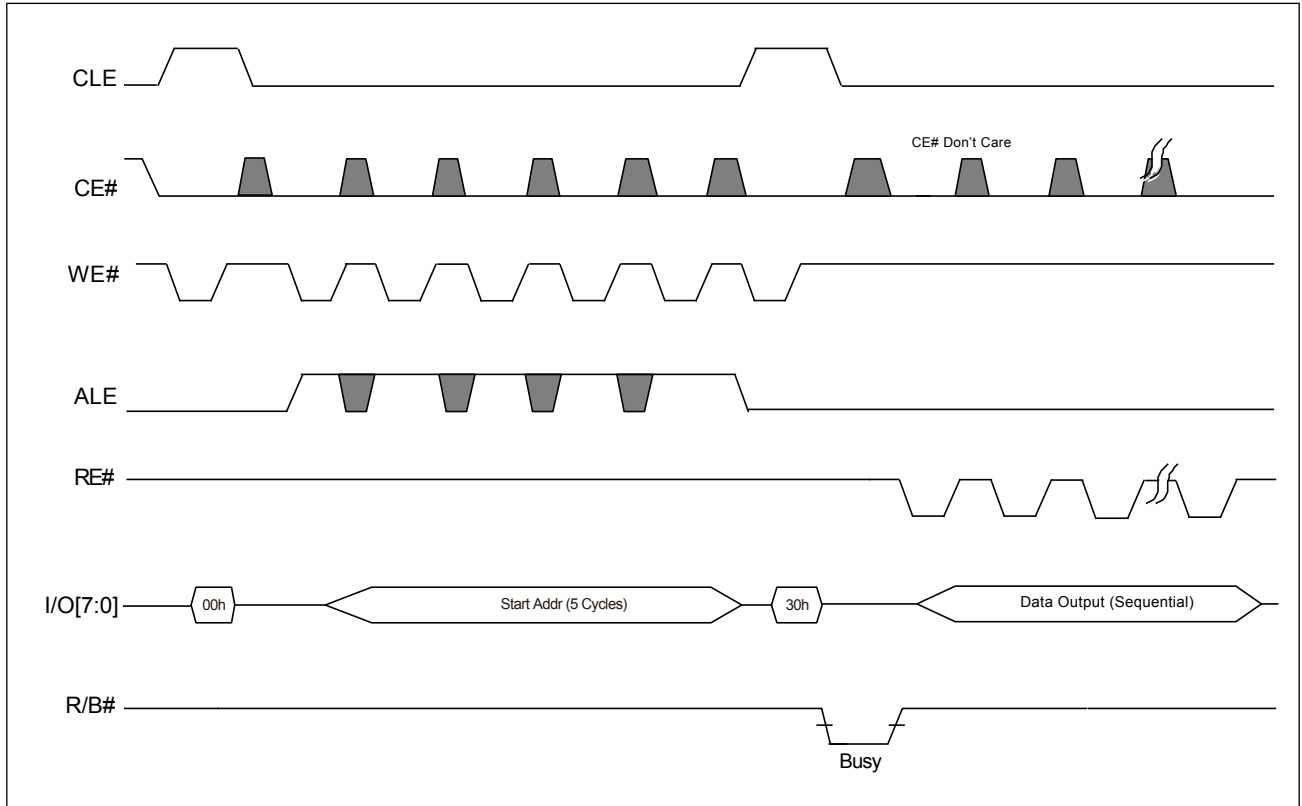 CLE
CE# Don't Care
CE#
WE#
ALE
RE#
I/O[7:0]
00h
Start Addr (5 Cycles)
30h
Data Output (Sequential)
R/B#
Busy